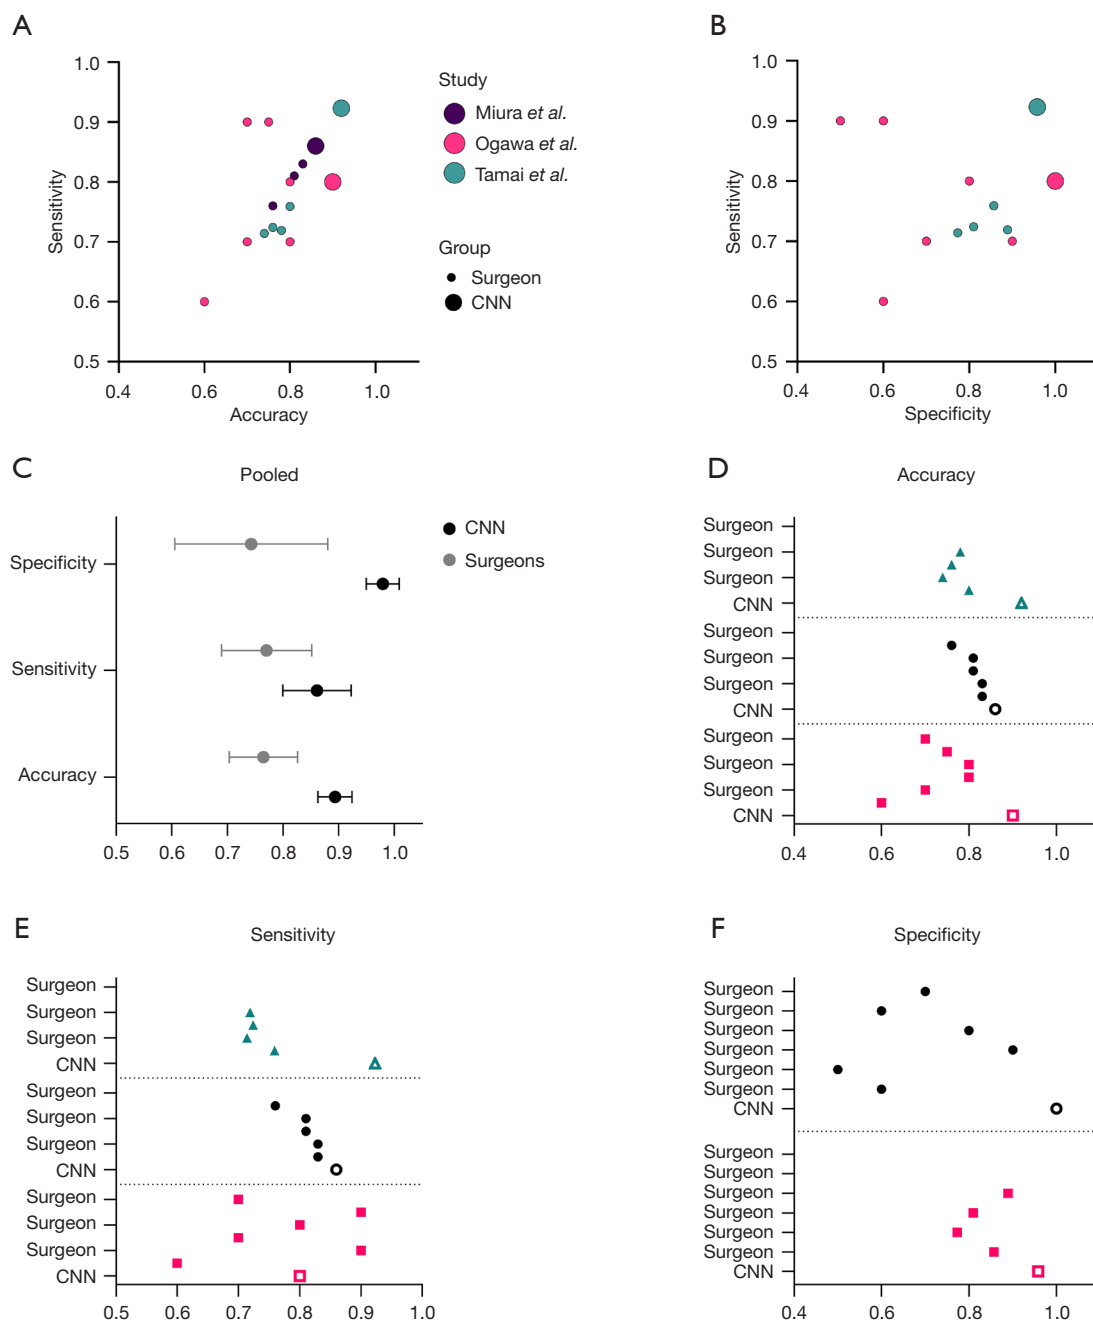 A
1.0
0.9
0.8
0.7
0.6
0.5
Sensitivity
0.4 0.6 0.8 1.0
Accuracy
Study
Miura et al.
Ogawa et al.
Tamai et al.
Group
Surgeon
CNN
B
1.0
0.9
0.8
0.7
0.6
0.5
Sensitivity
0.4 0.6 0.8 1.0
Specificity
C
Pooled
Specificity
Sensitivity
Accuracy
0.5 0.6 0.7 0.8 0.9 1.0
CNN
Surgeons
D
Accuracy
Surgeon
Surgeon
Surgeon
CNN
Surgeon
Surgeon
Surgeon
CNN
Surgeon
Surgeon
Surgeon
CNN
0.4 0.6 0.8 1.0
E
Sensitivity
Surgeon
Surgeon
Surgeon
CNN
Surgeon
Surgeon
Surgeon
CNN
Surgeon
Surgeon
Surgeon
CNN
0.5 0.6 0.7 0.8 0.9 1.0
F
Specificity
Surgeon
Surgeon
Surgeon
Surgeon
Surgeon
Surgeon
CNN
Surgeon
Surgeon
Surgeon
Surgeon
Surgeon
Surgeon
CNN
0.4 0.6 0.8 1.0